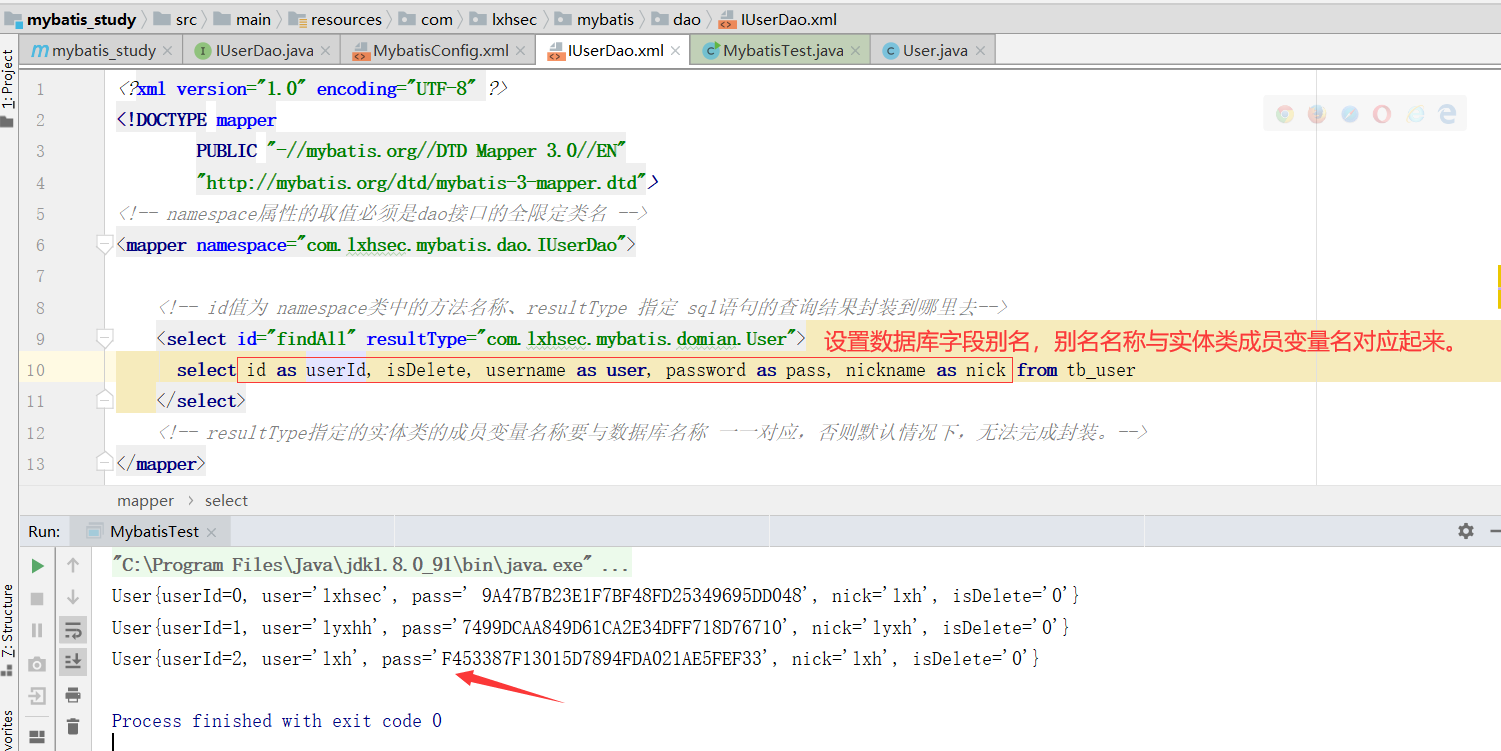 mybatis_study src main resources com lxhsec mybatis dao IUserDao.xml
mybatis_study IUserDao.java MybatisConfig.xml IUserDao.xml MybatisTest.java User.java
1: Project
1 <?xml version="1.0" encoding="UTF-8" ?>
2 <!DOCTYPE mapper
3 PUBLIC "-//mybatis.org//DTD Mapper 3.0//EN"
4 "http://mybatis.org/dtd/mybatis-3-mapper.dtd">
5 <!-- namespace属性的取值必须是dao接口的全限定类名 -->
6 <mapper namespace="com.lxhsec.mybatis.dao.IUserDao">
7
8 <!-- id值为 namespace类中的方法名称、resultType 指定 sql语句的查询结果封装到哪里去-->
9 <select id="findAll" resultType="com.lxhsec.mybatis.domian.User"> 设置数据库字段别名，别名名称与实体类成员变量名对应起来。
10 select id as userId, isDelete, username as user, password as pass, nickname as nick from tb_user
11 </select>
12 <!-- resultType指定的实体类的成员变量名称要与数据库名称 一一对应，否则默认情况下，无法完成封装。-->
13 </mapper>
mapper › select
Run: MybatisTest
"C:\Program Files\Java\jdk1.8.0_91\bin\java.exe" ...
User{userId=0, user='lxhsec', pass=' 9A47B7B23E1F7BF48FD25349695DD048', nick='lxh', isDelete='0'}
User{userId=1, user='lyxhh', pass='7499DCAA849D61CA2E34DFF718D76710', nick='lyxh', isDelete='0'}
User{userId=2, user='lxh', pass='F453387F13015D7894FDA021AE5FEF33', nick='lxh', isDelete='0'}
Process finished with exit code 0
Z: Structure
vorites